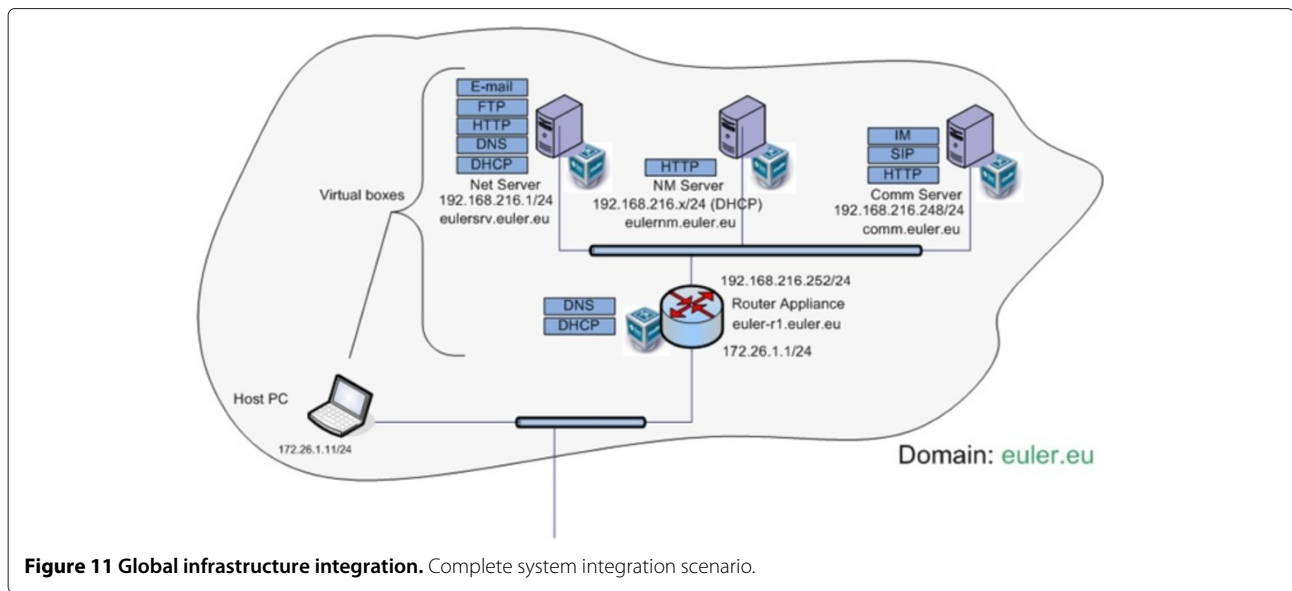 E-mail
FTP
HTTP
DNS
DHCP
Net Server
192.168.216.1/24
eulersrv.euler.eu
HTTP
NM Server
192.168.216.x/24 (DHCP)
eulernm.euler.eu
IM
SIP
HTTP
Comm Server
192.168.216.248/24
comm.euler.eu
Virtual boxes
192.168.216.252/24
DNS
DHCP
Router Appliance
euler-r1.euler.eu
172.26.1.1/24
Host PC
172.26.1.11/24
Domain: euler.eu
Figure 11 Global infrastructure integration. Complete system integration scenario.